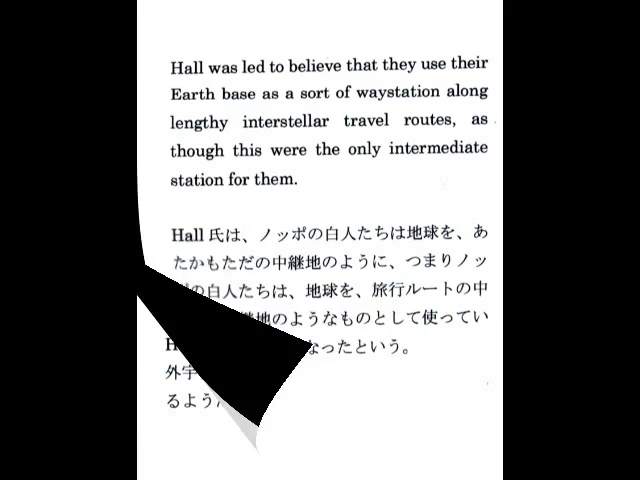 Hall was led to believe that they use their
Earth base as a sort of waystation along
lengthy interstellar travel routes, as
though this were the only intermediate
station for them.
Hall 氏は、ノッポの白人たちは地球を、あ
たかもただの中継地のように、つまりノッ
の白人たちは、地球を、旅行ルートの中
継地のようなものとして使ってい
なったという。
外宇
るよう